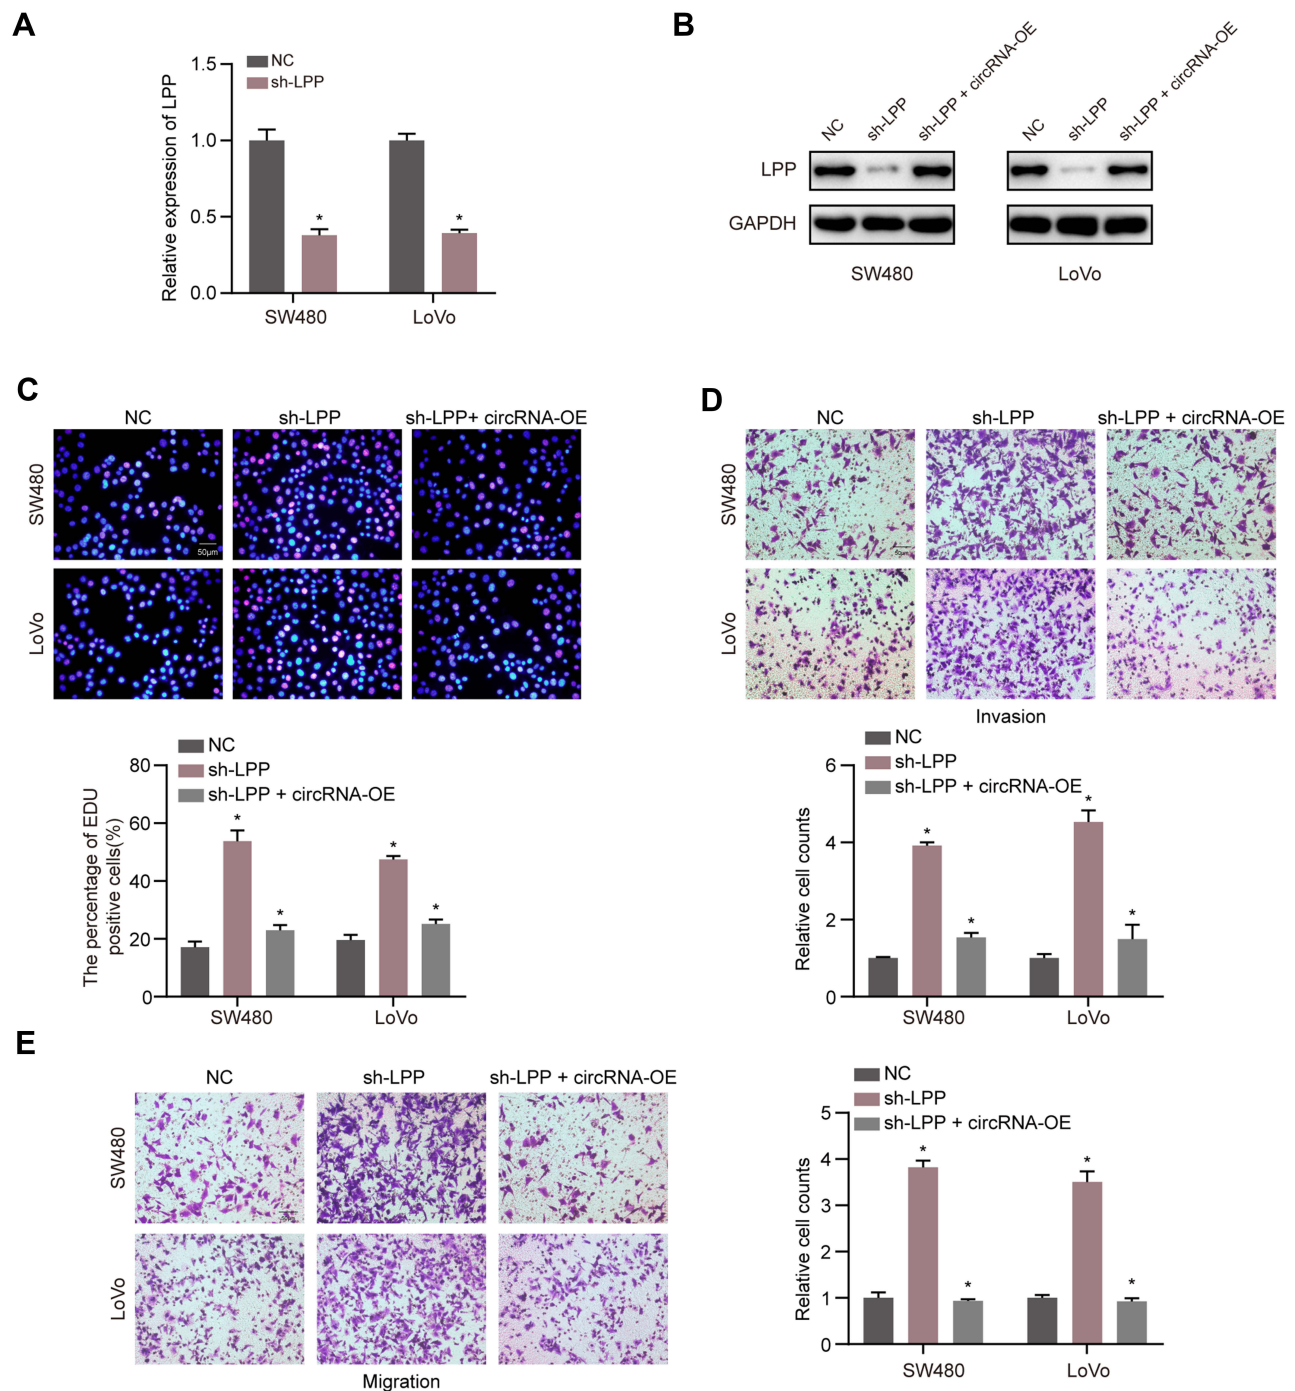 A
NC
sh-LPP
Relative expression of LPP
1.5
1.0
0.5
0.0
*
*
SW480
LoVo
B
NC
sh-LPP
sh-LPP + circRNA-OE
NC
sh-LPP
sh-LPP + circRNA-OE
LPP
GAPDH
SW480
LoVo
C
NC
sh-LPP
sh-LPP+ circRNA-OE
SW480
50μm
LoVo
NC
sh-LPP
sh-LPP + circRNA-OE
The percentage of EDU
positive cells(%)
80
60
40
20
0
*
*
*
*
SW480
LoVo
D
NC
sh-LPP
sh-LPP + circRNA-OE
SW480
50μm
LoVo
Invasion
NC
sh-LPP
sh-LPP + circRNA-OE
Relative cell counts
6
4
2
0
*
*
*
*
SW480
LoVo
E
NC
sh-LPP
sh-LPP + circRNA-OE
SW480
LoVo
Migration
NC
sh-LPP
sh-LPP + circRNA-OE
Relative cell counts
5
4
3
2
1
0
*
*
*
*
SW480
LoVo